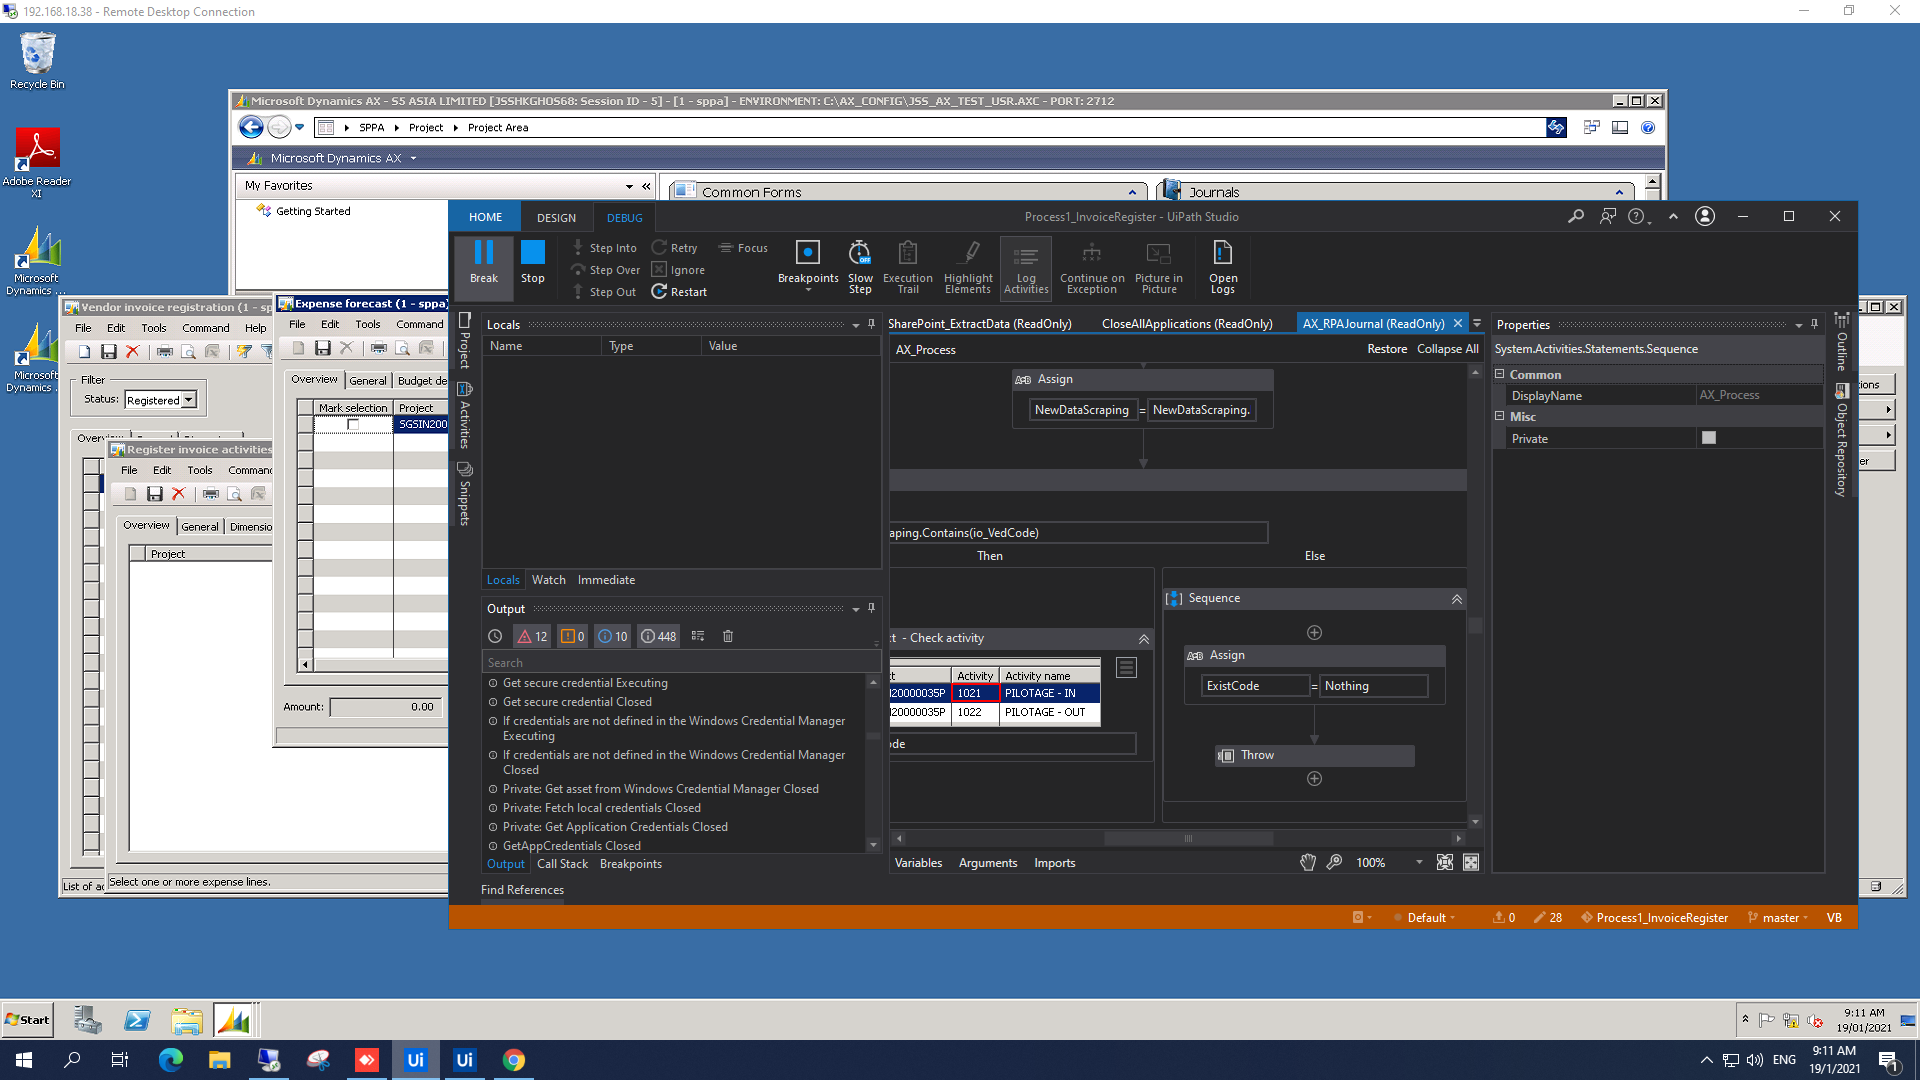 192.168.18.38 - Remote Desktop Connection
Recycle Bin
Adobe Reader XI
Microsoft Dynamics ...
Microsoft Dynamics ...
Microsoft Dynamics AX - S5 ASIA LIMITED [JSSHKGHOS68: Session ID - 5] - [1 - sppa] - ENVIRONMENT: C:\AX_CONFIG\JSS_AX_TEST_USR.AXC - PORT: 2712
SPPA Project Project Area
Microsoft Dynamics AX
My Favorites
Getting Started
Common Forms
Journals
Vendor invoice registration (1 - sp
File Edit Tools Command Help
Filter
Status: Registered
Overview
Register invoice activities
File Edit Tools Comman
Overview General Dimensio
Project
Select one or more expense lines.
List of a
Expense forecast (1 - sppa)
File Edit Tools Command
Overview General Budget de
Mark selection Project
SGSIN200
Amount: 0.00
HOME DESIGN DEBUG
Process1_InvoiceRegister - UiPath Studio
Break
Stop
Step Into
Step Over
Step Out
Retry
Ignore
Restart
Focus
Breakpoints
Slow Step
OFF
Execution Trail
Highlight Elements
Log Activities
Continue on Exception
Picture in Picture
Open Logs
Project
Activities
Snippets
Locals
Name Type Value
Locals Watch Immediate
Output
12 0 10 448
Search
Get secure credential Executing
Get secure credential Closed
If credentials are not defined in the Windows Credential Manager Executing
If credentials are not defined in the Windows Credential Manager Closed
Private: Get asset from Windows Credential Manager Closed
Private: Fetch local credentials Closed
Private: Get Application Credentials Closed
GetAppCredentials Closed
Output Call Stack Breakpoints
Find References
SharePoint_ExtractData (ReadOnly) CloseAllApplications (ReadOnly) AX_RPAJournal (ReadOnly)
AX_Process
Restore Collapse All
A+B Assign
NewDataScraping = NewDataScraping.
aping.Contains(io_VedCode)
Then Else
ct - Check activity
ct Activity Activity name
N20000035P 1021 PILOTAGE - IN
N20000035P 1022 PILOTAGE - OUT
ode
Sequence
A+B Assign
ExistCode = Nothing
Throw
Variables Arguments Imports
100%
Properties
System.Activities.Statements.Sequence
Common
DisplayName AX_Process
Misc
Private
Outline
Object Repository
ions
er
Default 0 28 Process1_InvoiceRegister master VB
Start
9:11 AM
19/01/2021
Ui
Ui
ENG
9:11 AM
19/1/2021
1